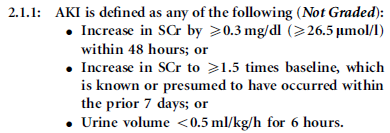 2.1.1: AKI is defined as any of the following (Not Graded):
• Increase in SCr by ⩾0.3 mg/dl (⩾26.5 μmol/l)
within 48 hours; or
• Increase in SCr to ⩾1.5 times baseline, which
is known or presumed to have occurred within
the prior 7 days; or
• Urine volume <0.5 ml/kg/h for 6 hours.